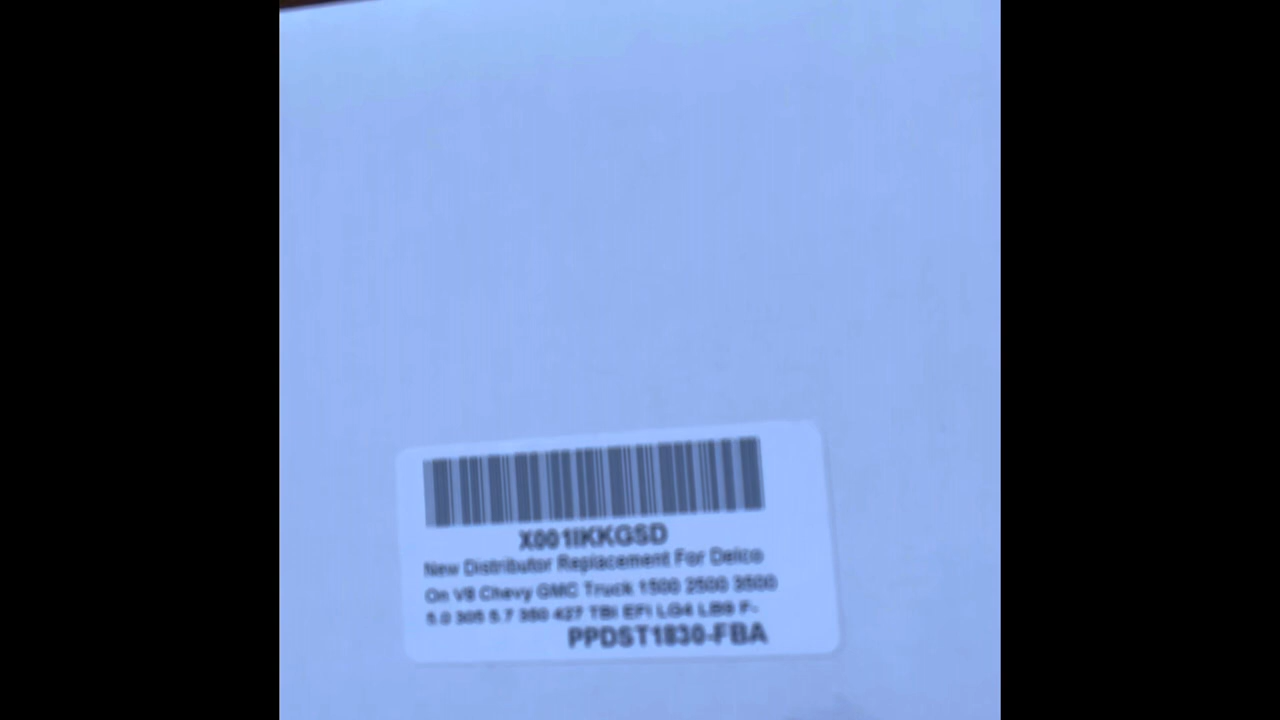 X001IKKGSD
New Distributor Replacement For Delco
On V8 Chevy GMC Truck 1500 2500 3500
5.0 305 5.7 350 427 TBI EFI LG4 LB9 F-
PPDST1830-FBA